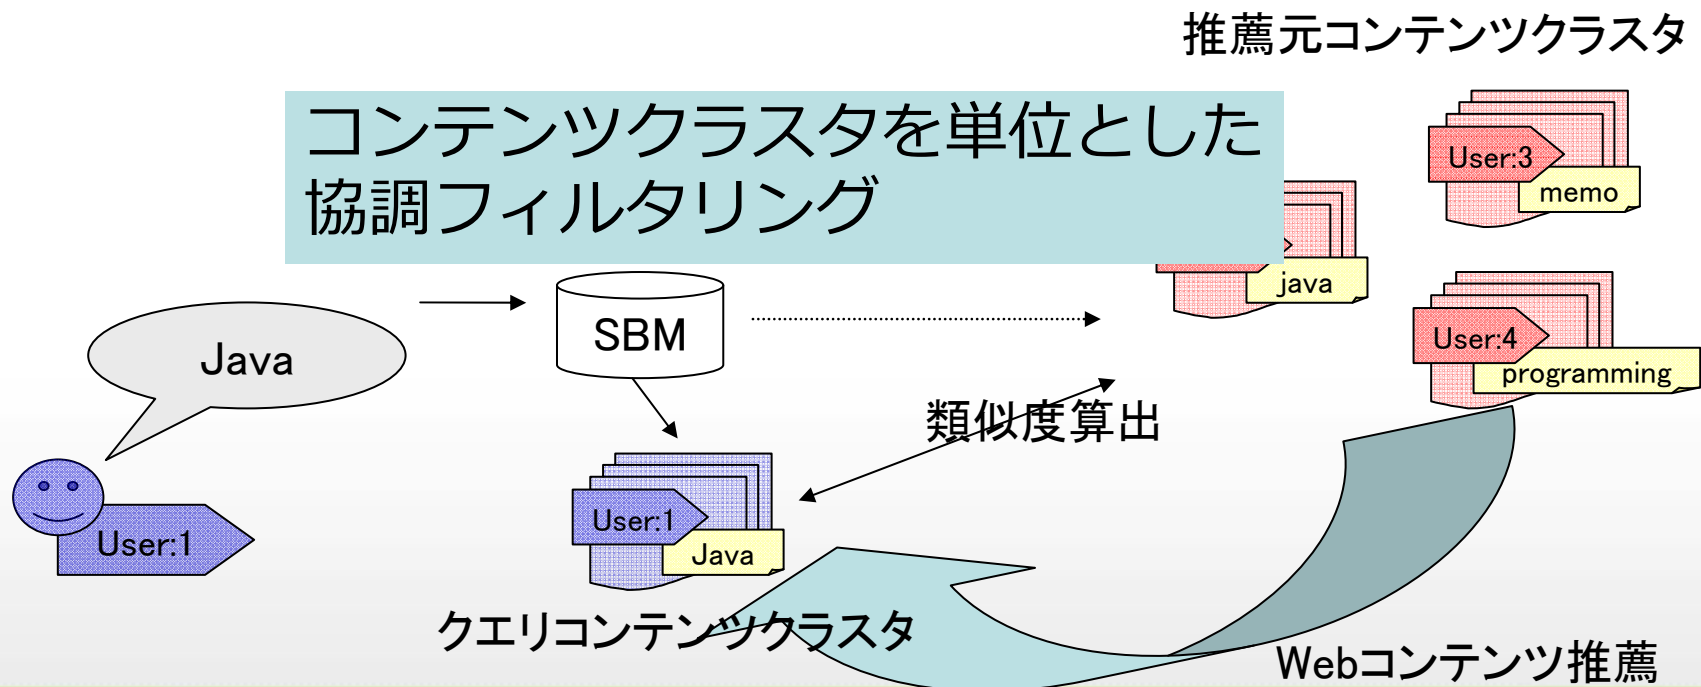 推薦元コンテンツクラスタ
コンテンツクラスタを単位とした
協調フィルタリング
User:3
memo
java
User:4
programming
Java
SBM
類似度算出
User:1
User:1
Java
クエリコンテンツクラスタ
Webコンテンツ推薦